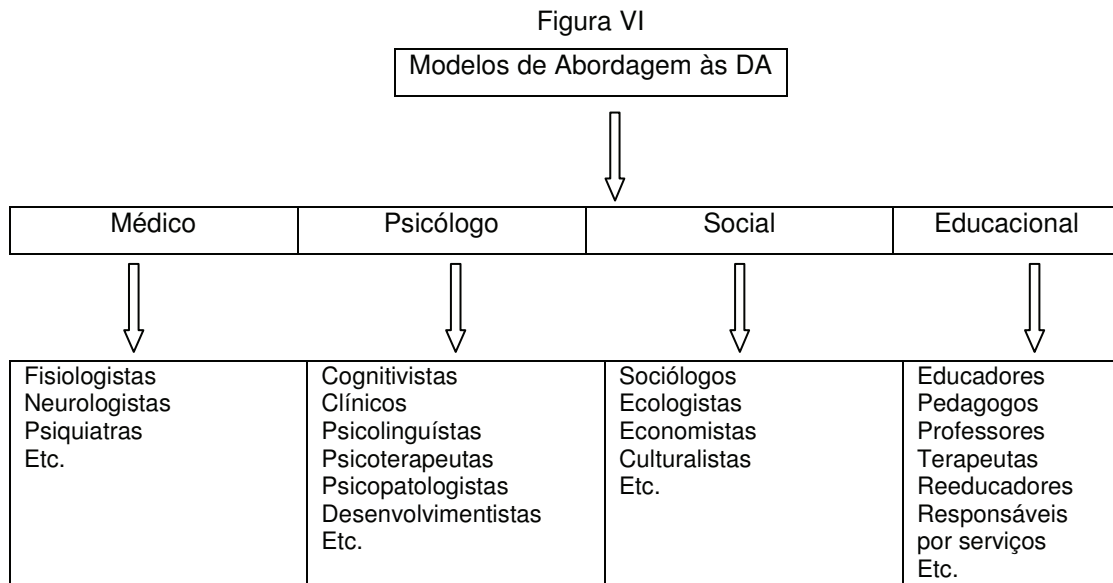 Figura VI
Modelos de Abordagem às DA
Médico
Psicólogo
Social
Educacional
Fisiologistas
Neurologistas
Psiquiatras
Etc.
Cognitivistas
Clínicos
Psicolinguístas
Psicoterapeutas
Psicopatologistas
Desenvolvimentistas
Etc.
Sociólogos
Ecologistas
Economistas
Culturalistas
Etc.
Educadores
Pedagogos
Professores
Terapeutas
Reeducadores
Responsáveis
por serviços
Etc.